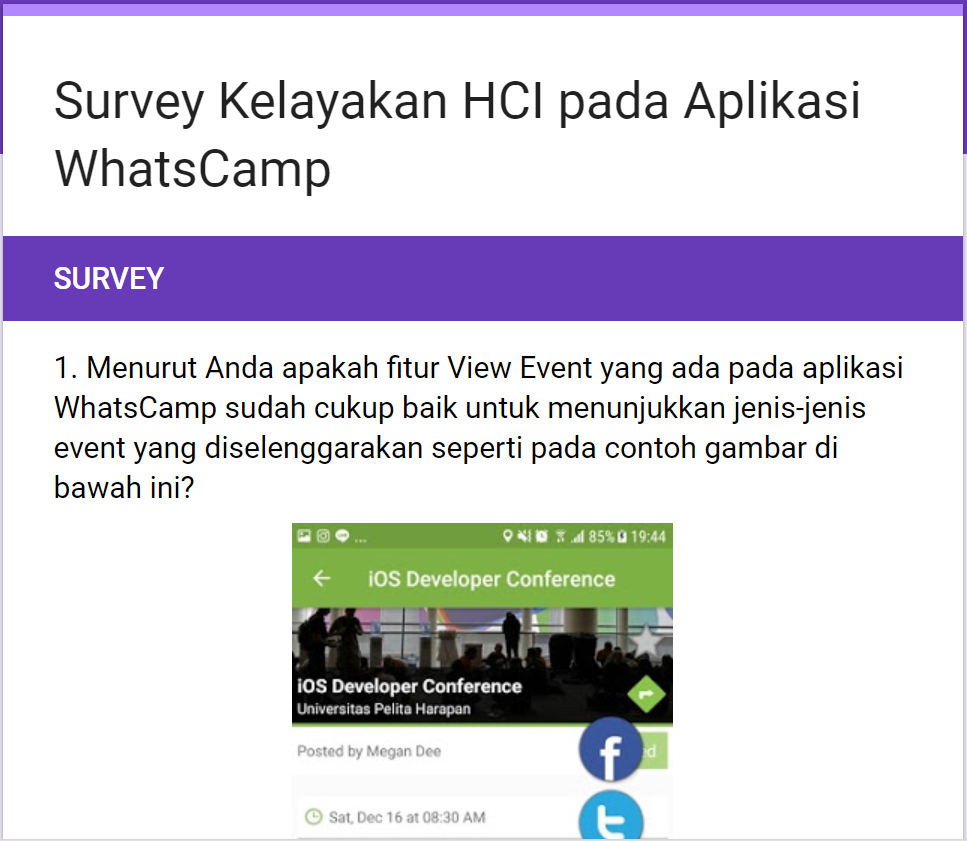 Survey Kelayakan HCI pada Aplikasi
WhatsCamp
SURVEY
1. Menurut Anda apakah fitur View Event yang ada pada aplikasi
WhatsCamp sudah cukup baik untuk menunjukkan jenis-jenis
event yang diselenggarakan seperti pada contoh gambar di
bawah ini?
... 85% 19:44
iOS Developer Conference
iOS Developer Conference
Universitas Pelita Harapan
Posted by Megan Dee
Sat, Dec 16 at 08:30 AM